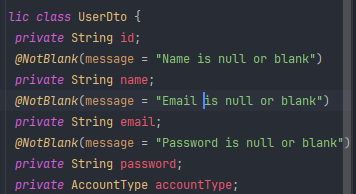 lic class UserDto {
private String id;
@NotBlank(message = "Name is null or blank")
private String name;
@NotBlank(message = "Email is null or blank")
private String email;
@NotBlank(message = "Password is null or blank")
private String password;
private AccountType accountType;